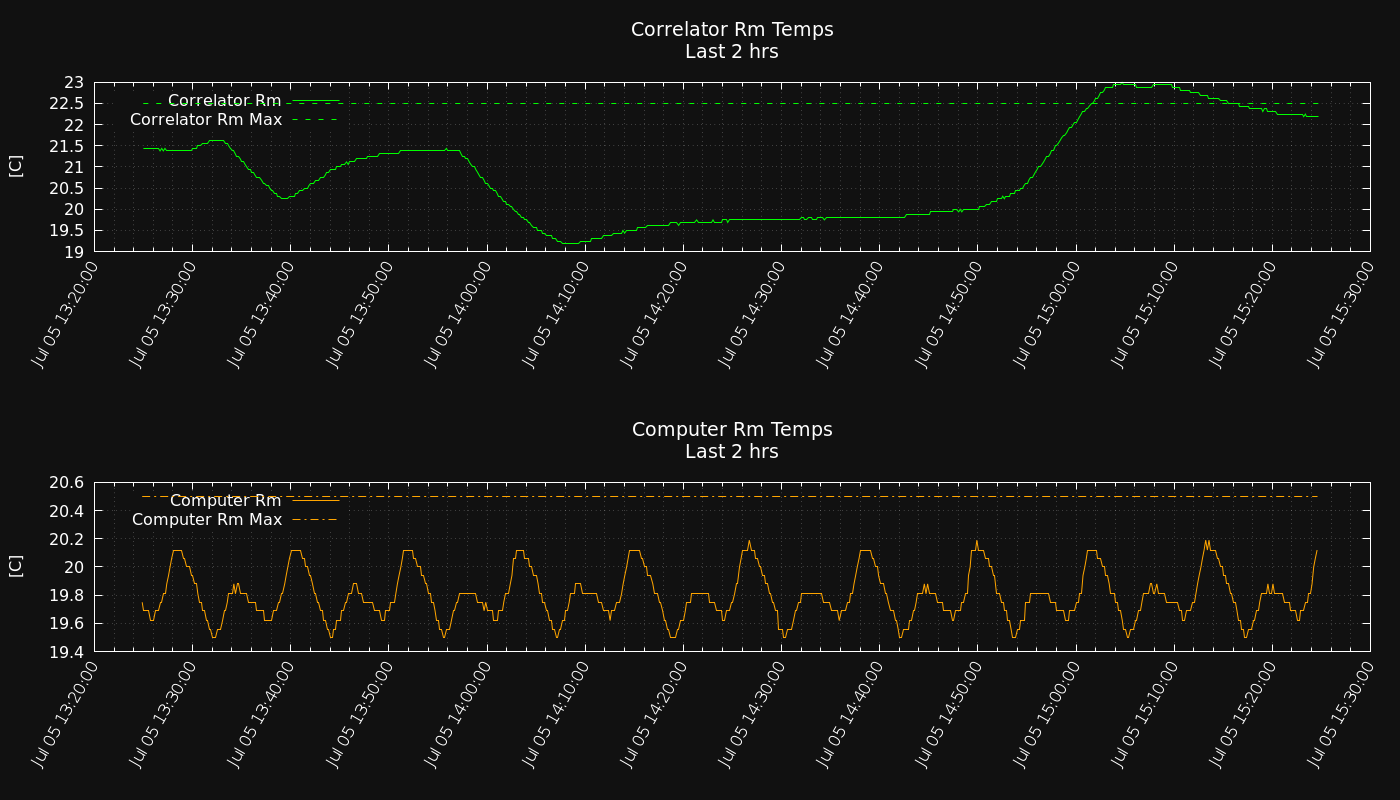 Correlator Rm Temps
Last 2 hrs
23
22.5
22
21.5
21
20.5
20
19.5
19
[C]
Correlator Rm
Correlator Rm Max
Jul 05 13:20:00
Jul 05 13:30:00
Jul 05 13:40:00
Jul 05 13:50:00
Jul 05 14:00:00
Jul 05 14:10:00
Jul 05 14:20:00
Jul 05 14:30:00
Jul 05 14:40:00
Jul 05 14:50:00
Jul 05 15:00:00
Jul 05 15:10:00
Jul 05 15:20:00
Jul 05 15:30:00
Computer Rm Temps
Last 2 hrs
20.6
20.4
20.2
20
19.8
19.6
19.4
[C]
Computer Rm
Computer Rm Max
Jul 05 13:20:00
Jul 05 13:30:00
Jul 05 13:40:00
Jul 05 13:50:00
Jul 05 14:00:00
Jul 05 14:10:00
Jul 05 14:20:00
Jul 05 14:30:00
Jul 05 14:40:00
Jul 05 14:50:00
Jul 05 15:00:00
Jul 05 15:10:00
Jul 05 15:20:00
Jul 05 15:30:00